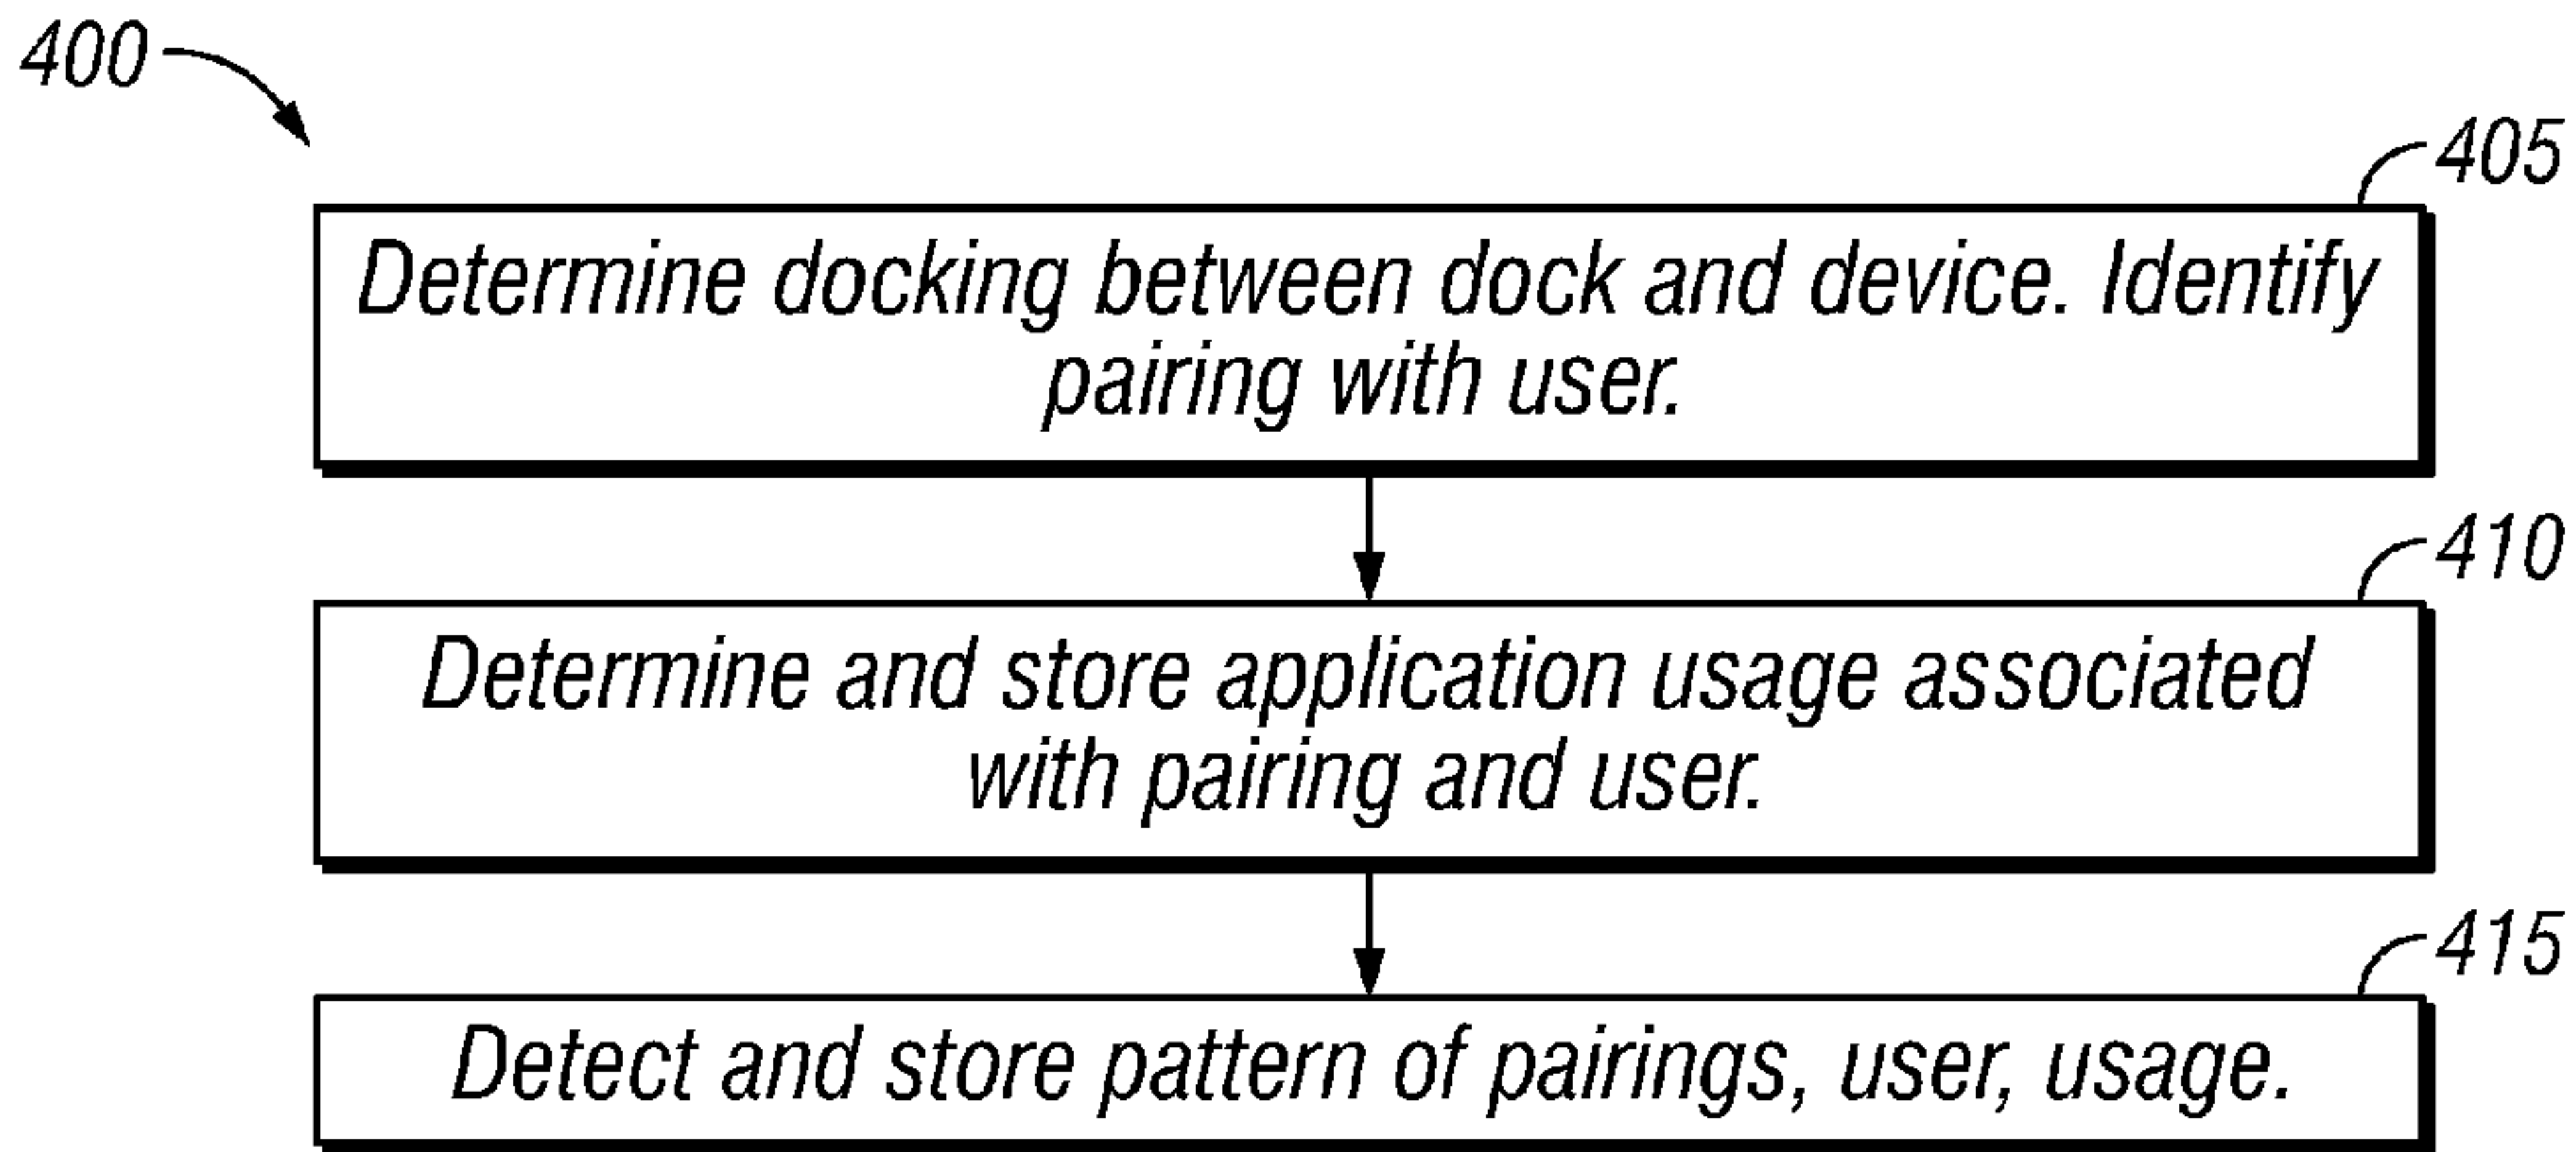 400
405
Determine docking between dock and device. Identify
pairing with user.
410
Determine and store application usage associated
with pairing and user.
415
Detect and store pattern of pairings, user, usage.